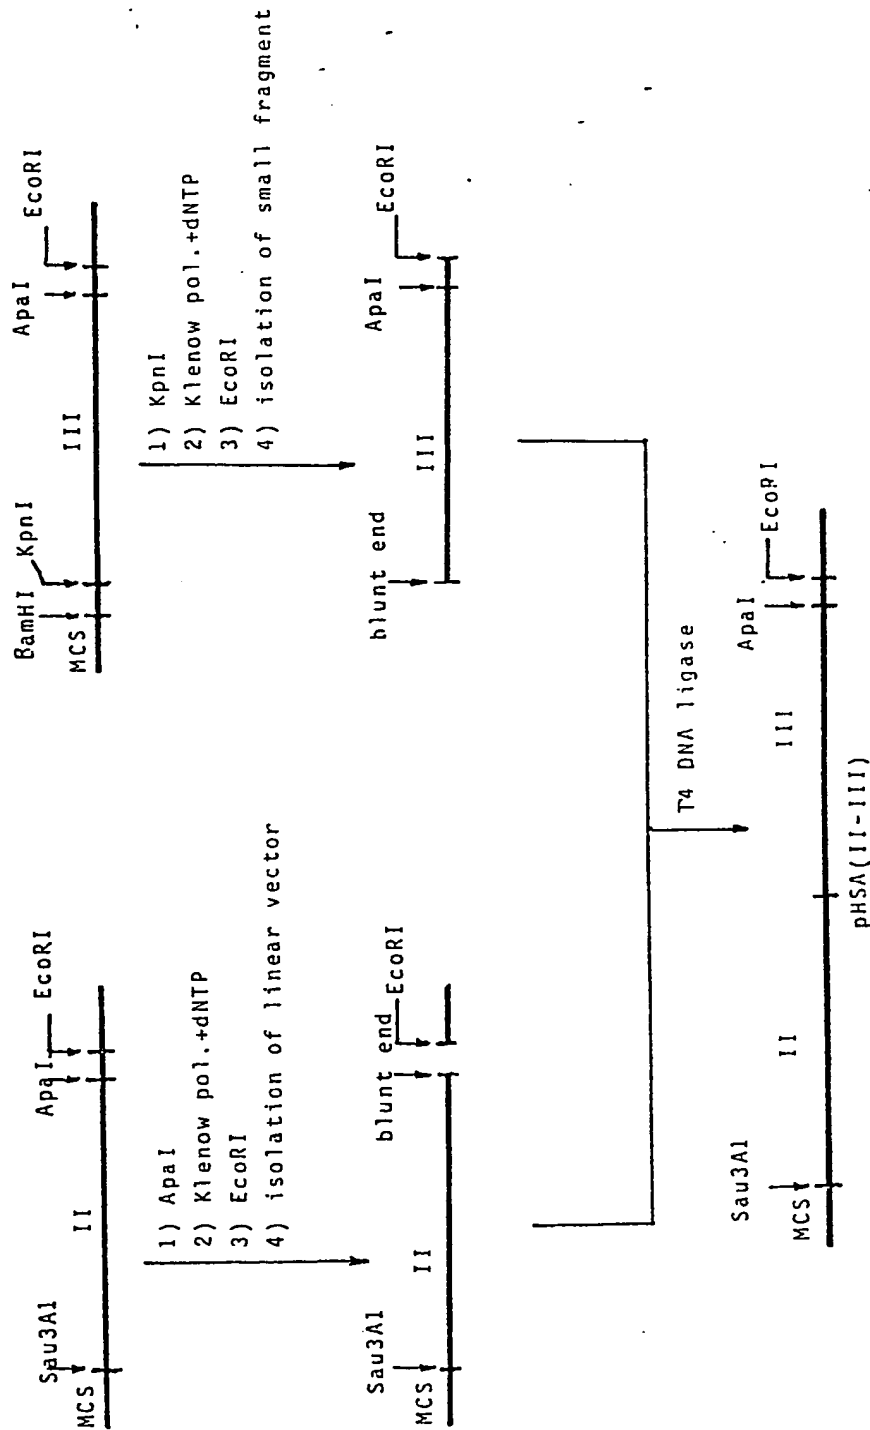 Sau3A1
ApaI
EcoRI
MCS
II
1) ApaI
2) Klenow pol.+dNTP
3) EcoRI
4) isolation of linear vector
Sau3A1
blunt end
EcoRI
MCS
II
BamHI
KpnI
ApaI
EcoRI
MCS
III
1) KpnI
2) Klenow pol.+dNTP
3) EcoRI
4) isolation of small fragment
blunt end
III
ApaI
EcoRI
T4 DNA ligase
Sau3A1
MCS
II
III
ApaI
EcoRI
pHSA(II-III)